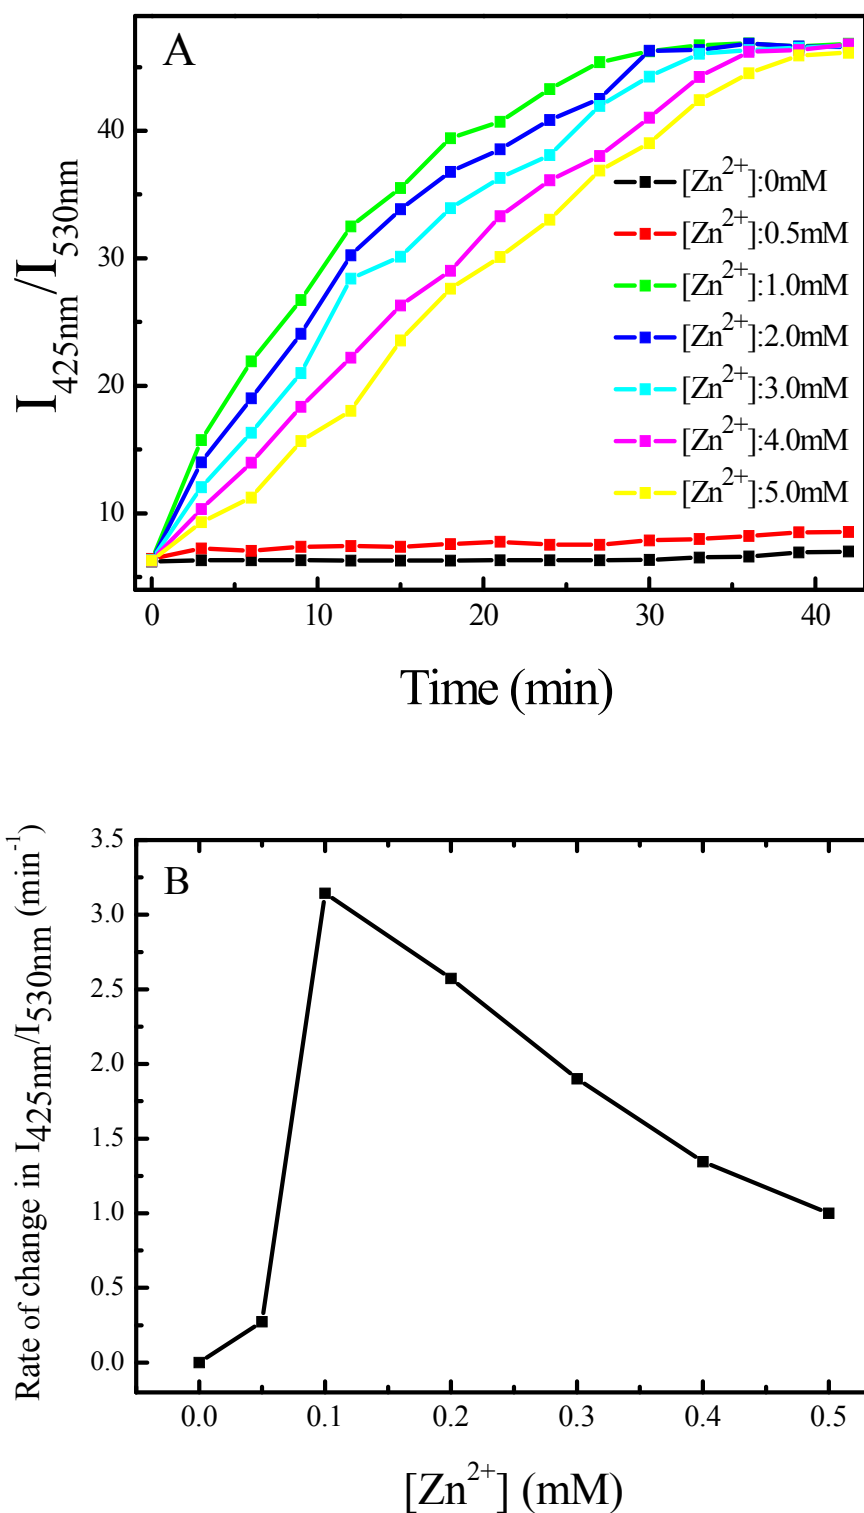 A
I425nm/I530nm
40
30
20
10
[Zn2+]:0mM
[Zn2+]:0.5mM
[Zn2+]:1.0mM
[Zn2+]:2.0mM
[Zn2+]:3.0mM
[Zn2+]:4.0mM
[Zn2+]:5.0mM
0 10 20 30 40
Time (min)
B
Rate of change in I425nm/I530nm (min-1)
3.5
3.0
2.5
2.0
1.5
1.0
0.5
0.0
0.0 0.1 0.2 0.3 0.4 0.5
[Zn2+] (mM)